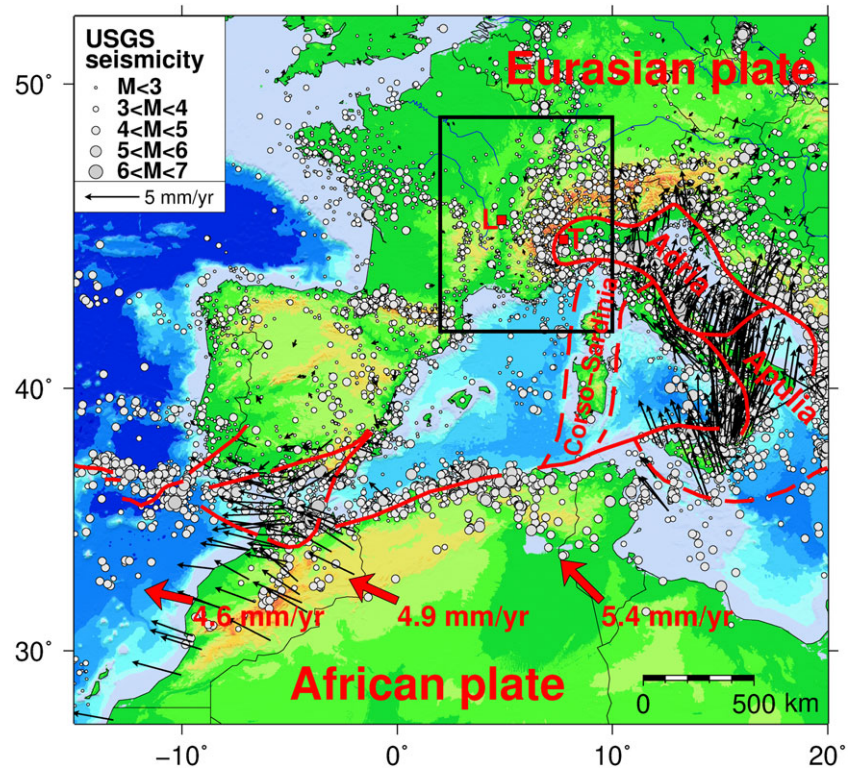 USGS
seismicity
M<3
3<M<4
4<M<5
5<M<6
6<M<7
5 mm/yr
Eurasian plate
50°
L
T
Adria
Corso-Sardinia
Apulia
40°
4.6 mm/yr
4.9 mm/yr
5.4 mm/yr
30°
African plate
500 km
−10°
0°
10°
20°